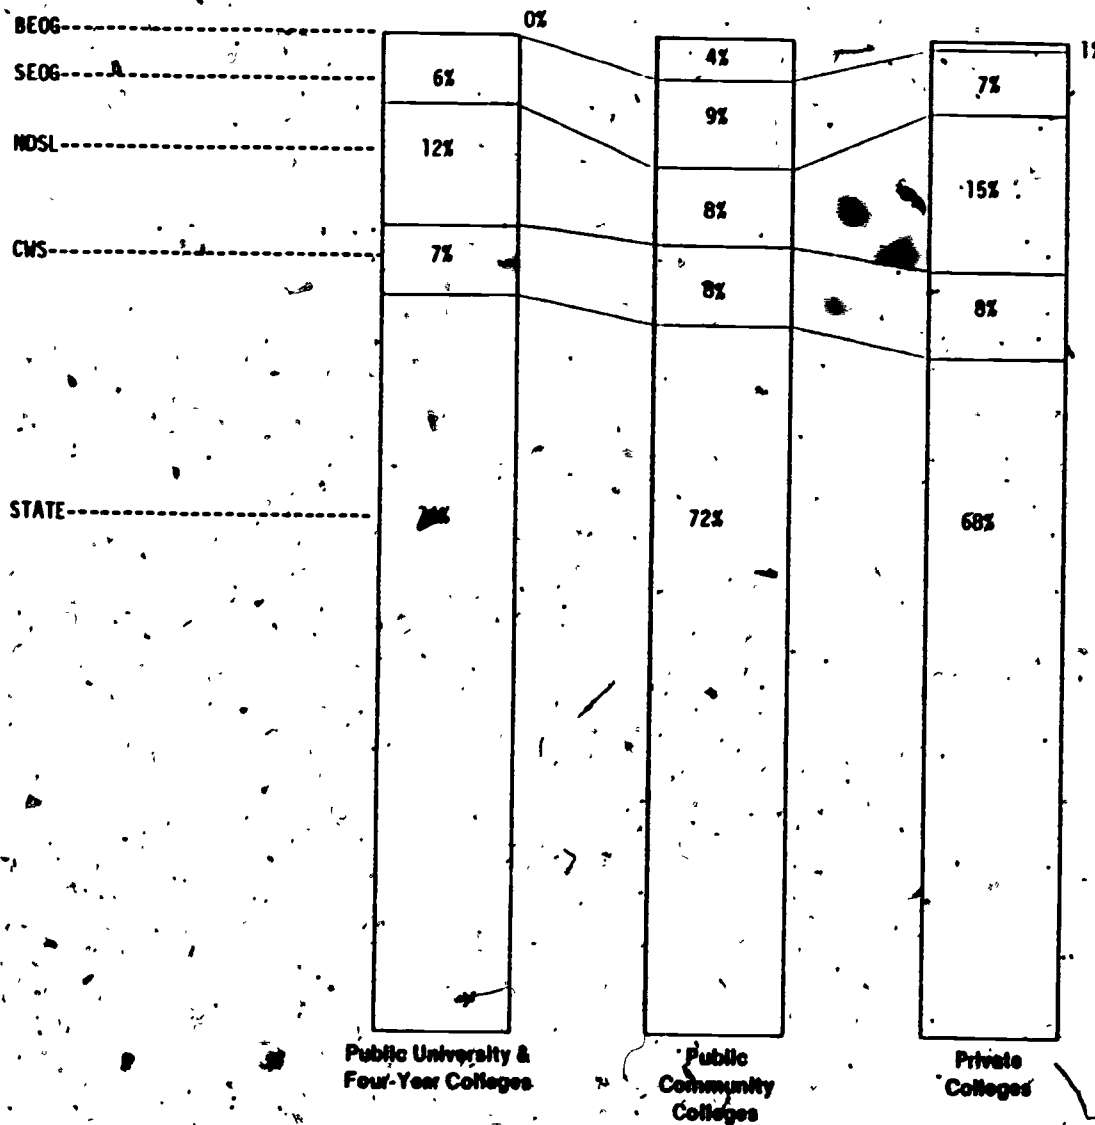 BEOG
0%
4%
1%
SEOG
6%
9%
7%
NDSL
12%
8%
15%
CWS
7%
8%
8%
STATE
72%
68%
Public University &
Four-Year Colleges
Public
Community
Colleges
Private
Colleges